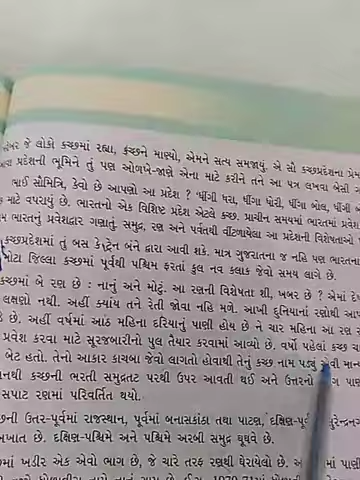 જે લોકો કચ્છમાં રહ્યા, કચ્છને માણ્યો, એમને સત્ય સમજાયું. એ સૌ કચ્છપ્રદેશના
પ્રદેશની ભૂમિને તું પણ ઓળખે-જાણે એના માટે કરીને તને આ પત્ર લખવા બેસી
ભાઈ સૌમિત્રિ, કેવો છે આપણો આ પ્રદેશ ? 'ધીંગી ધરા, ધીંગા ધોરી, ધીંગા બોલ, ધીંગી
માટે વપરાયું છે. ભારતનો એક વિશિષ્ટ પ્રદેશ એટલે કચ્છ. પ્રાચીન સમયમાં ભારતમાં
ભારતનું પ્રવેશદ્વાર ગણાતું. સમુદ્ર, રણ અને પર્વતથી વીંટળાયેલા આ પ્રદેશની વિશેષતાઓ
કચ્છપ્રદેશમાં તું બસ કે ટ્રેન બંને દ્વારા આવી શકે. માત્ર ગુજરાતના જ નહિ પણ ભારતના
મોટા જિલ્લા કચ્છમાં પૂર્વથી પશ્ચિમ ફરતાં કુલ નવ કલાક જેવો સમય લાગે છે.
કચ્છમાં બે રણ છે : નાનું અને મોટું. આ રણની વિશેષતા શી, ખબર છે ? એમાં
લક્ષણો નથી. અહીં ક્યાંય તને રેતી જોવા નહિ મળે. આખી દુનિયાનાં રણોથી
છે. અહીં વર્ષમાં આઠ મહિના દરિયાનું પાણી હોય છે ને ચાર મહિના આ રણ
પ્રવેશ કરવા માટે સૂરજબારીનો પુલ તૈયાર કરવામાં આવ્યો છે. વર્ષો પહેલાં કચ્છ
બેટ હતો. તેનો આકાર કાચબા જેવો લાગતો હોવાથી તેનું કચ્છ નામ પડ્યું એવી
કચ્છની ભરતી સમુદ્રતટ પરથી ઉપર આવતી થઈ અને ઉત્તરનો પાણી
સપાટ રણમાં પરિવર્તિત થયો.
ઉત્તર-પૂર્વમાં રાજસ્થાન, પૂર્વમાં બનાસકાંઠા તથા પાટણ, દક્ષિણ-પૂર્વ
અખાત છે. દક્ષિણ-પશ્ચિમે અને પશ્ચિમે અરબી સમુદ્ર ઘૂઘવે છે.
ખડીર એક એવો ભાગ છે, જે ચારે તરફ રણથી ઘેરાયેલો છે.